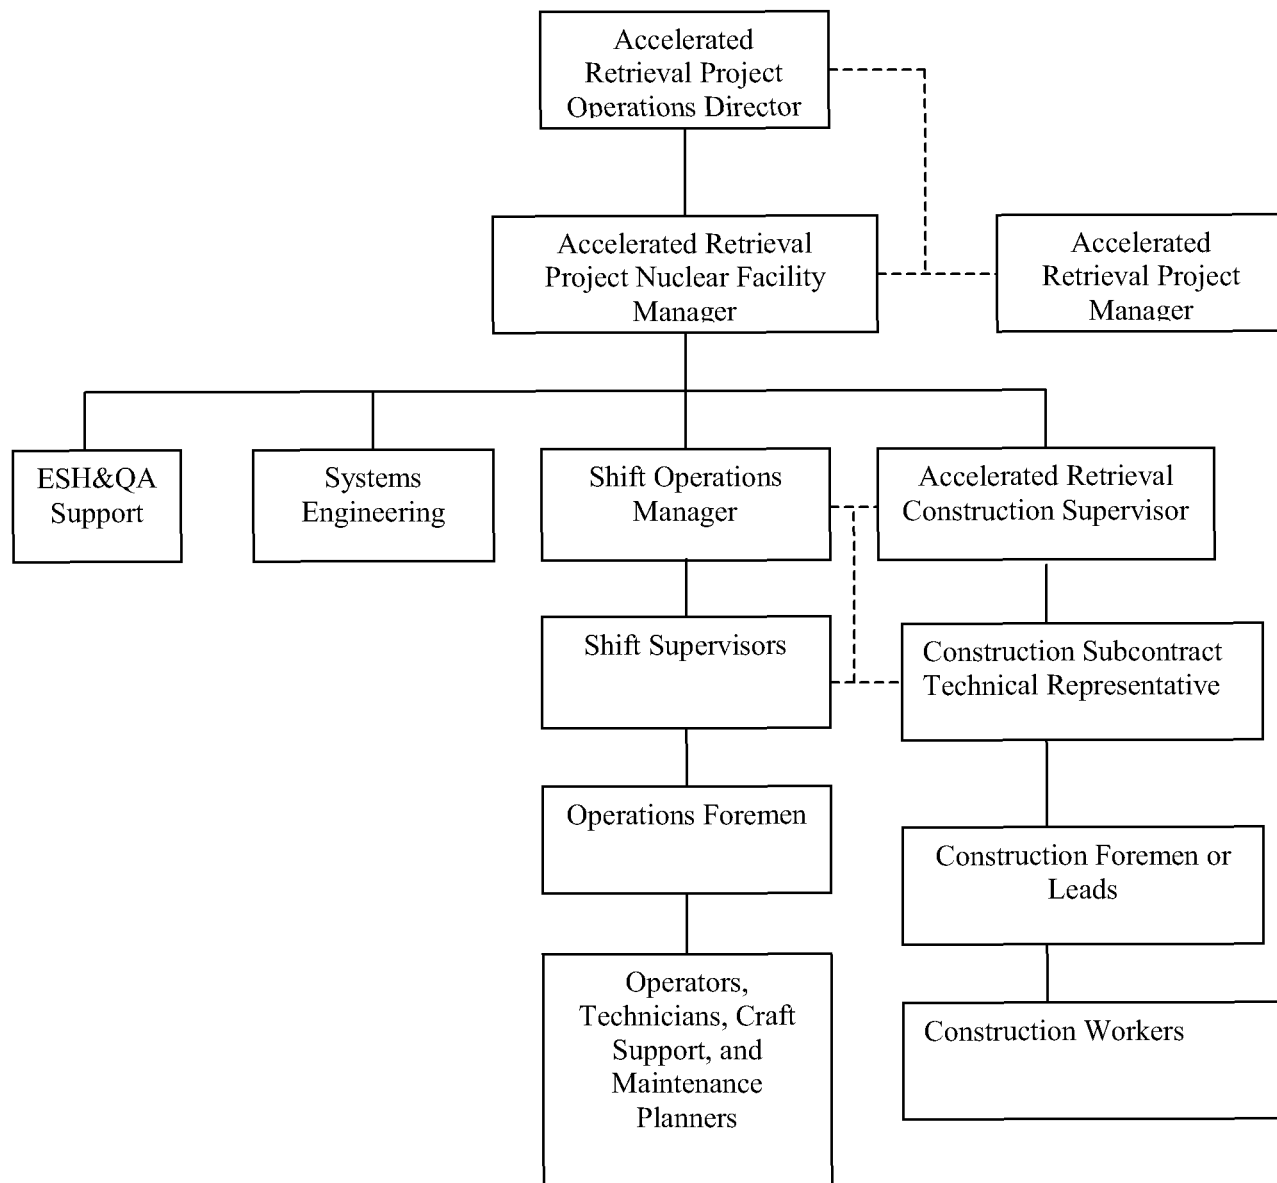 Accelerated
Retrieval Project
Operations Director
Accelerated Retrieval
Project Nuclear Facility
Manager
Accelerated
Retrieval Project
Manager
ESH&QA
Support
Systems
Engineering
Shift Operations
Manager
Accelerated Retrieval
Construction Supervisor
Shift Supervisors
Construction Subcontract
Technical Representative
Operations Foremen
Construction Foremen or
Leads
Operators,
Technicians, Craft
Support, and
Maintenance
Planners
Construction Workers